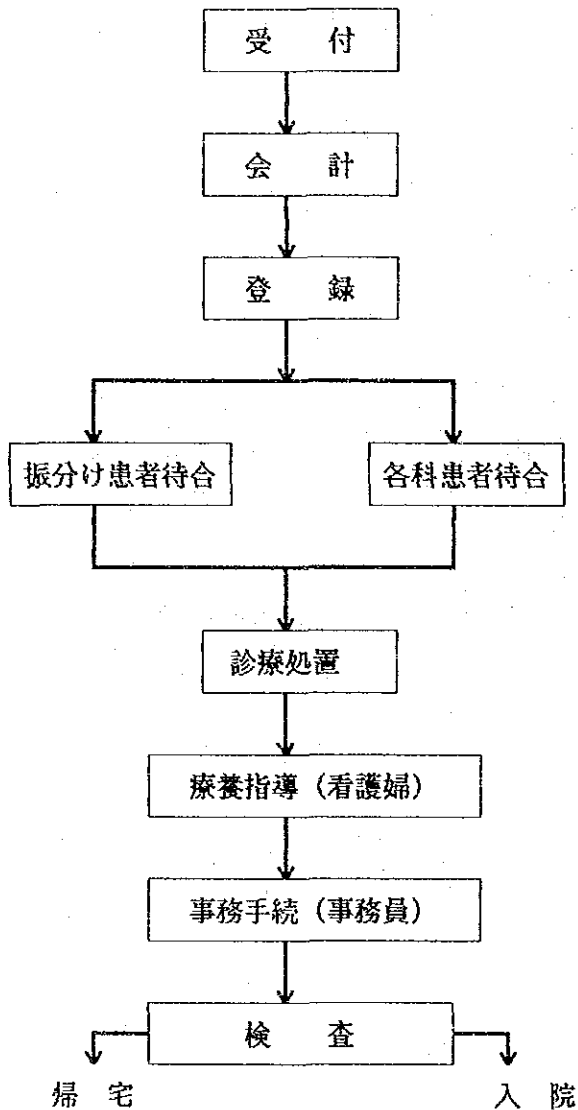 受　付
会　計
登　録
振分け患者待合
各科患者待合
診療処置
療養指導（看護婦）
事務手続（事務員）
検　査
帰　宅
入　院